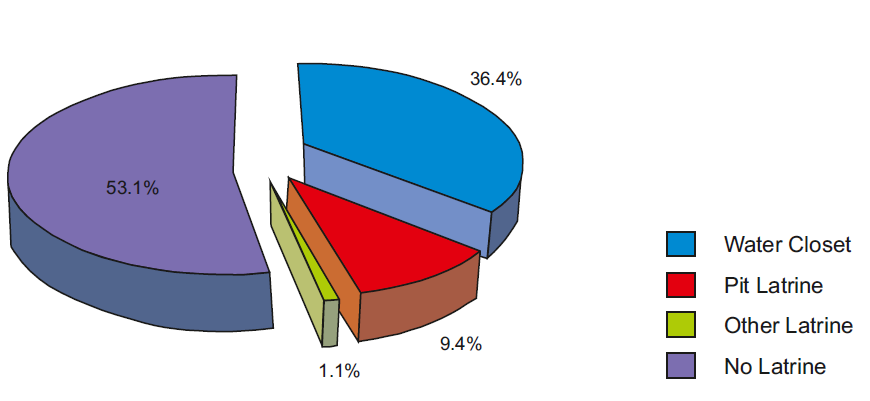 36.4%
53.1%
9.4%
1.1%
Water Closet
Pit Latrine
Other Latrine
No Latrine